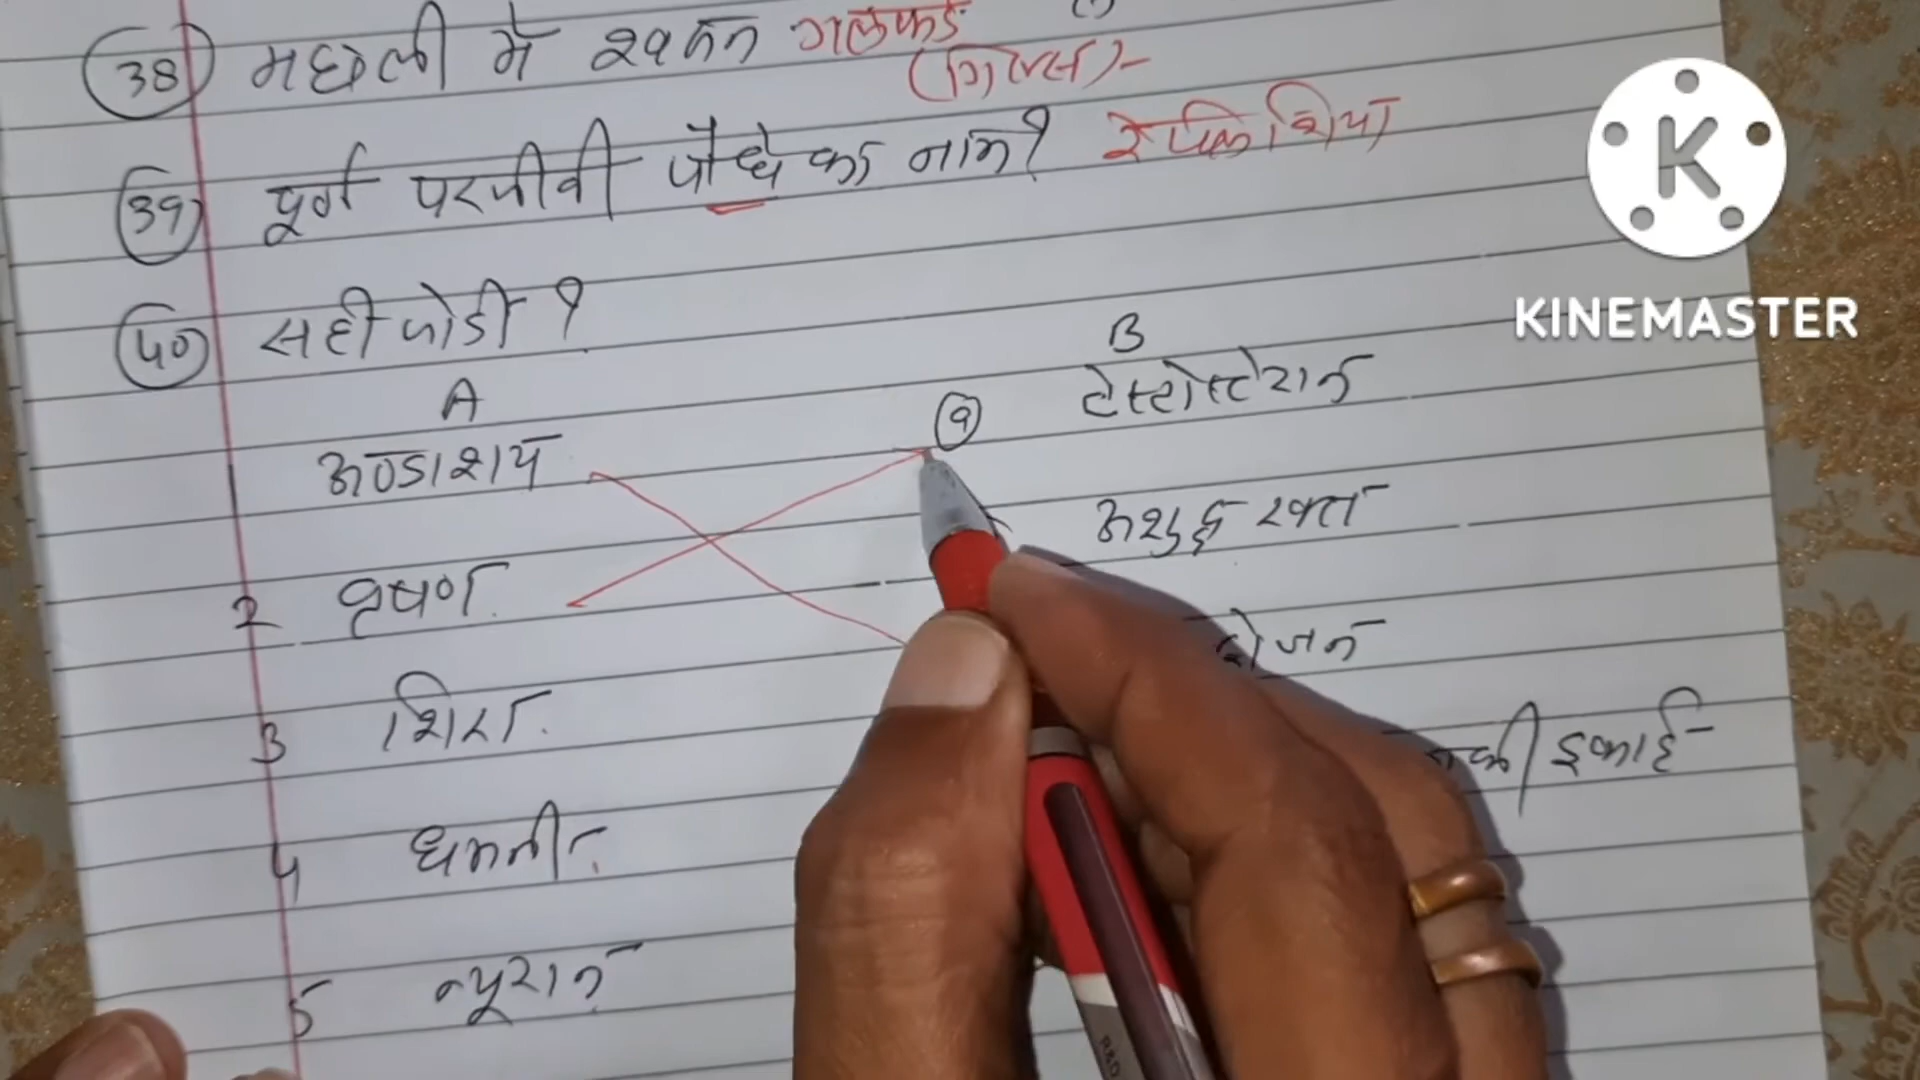 38 मछली में श्वसन गलफड़
(गिल्स)-
39 पूर्ण परजीवी पौधे का नाम? रेफ्लेशिया
40 सही जोडी ?
A B
1 अण्डाशय a टेस्टोस्टेरान
2 वृषण अशुद्ध रक्त
3 शिरा
4 धमनी की इकाई
5 न्यूरान
K
KINEMASTER
R&D